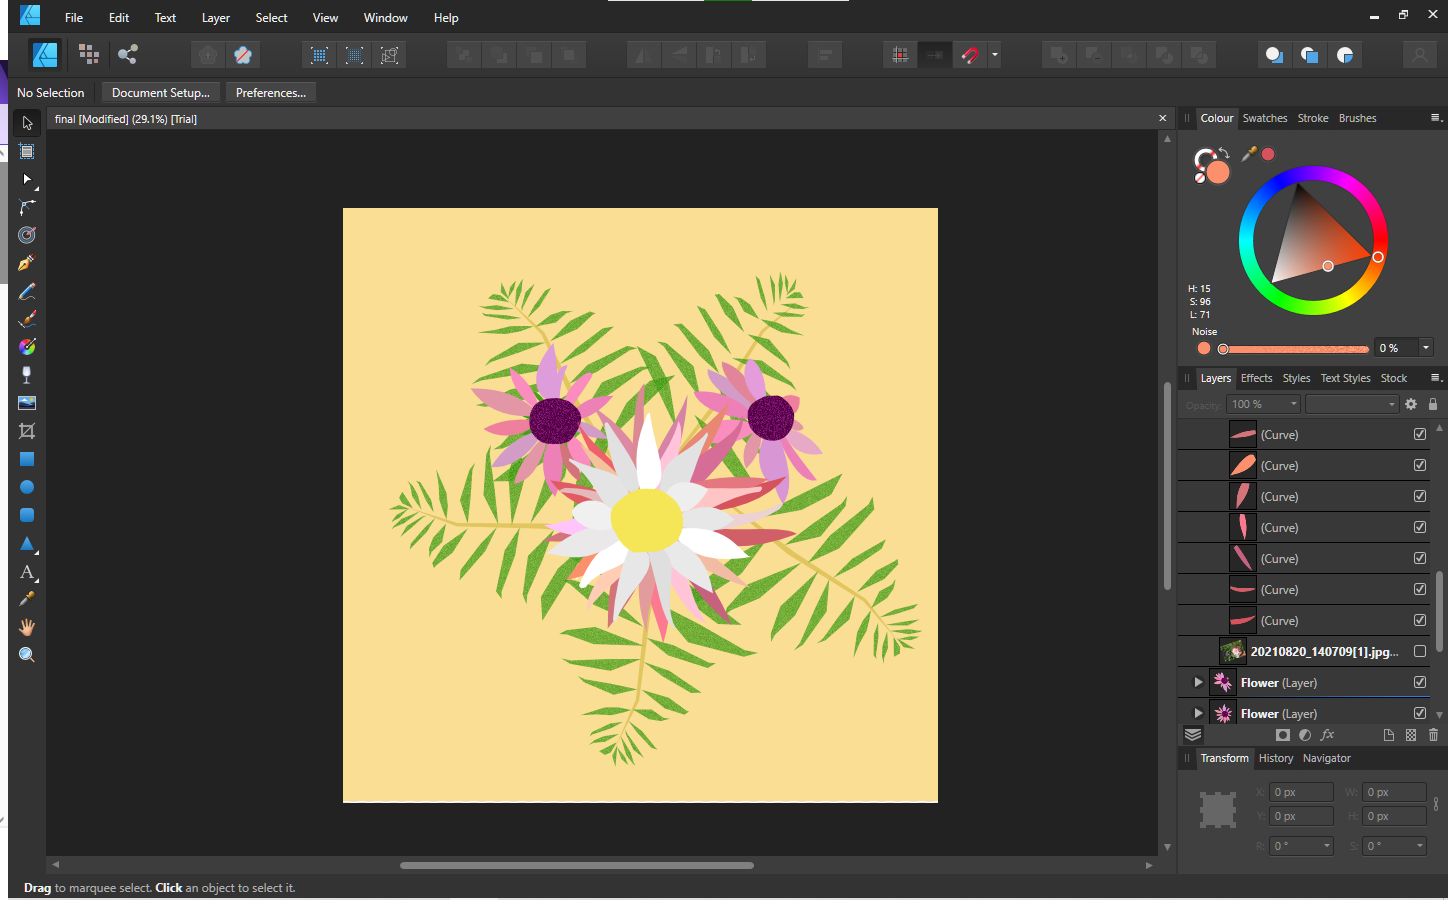 File Edit Text Layer Select View Window Help
No Selection Document Setup... Preferences...
final [Modified] (29.1%) [Trial]
Colour Swatches Stroke Brushes
H: 15
S: 96
L: 71
Noise
0 %
Layers Effects Styles Text Styles Stock
Opacity: 100 %
(Curve)
(Curve)
(Curve)
(Curve)
(Curve)
(Curve)
(Curve)
20210820_140709[1].jpg...
Flower (Layer)
Flower (Layer)
fx
Transform History Navigator
X: 0 px W: 0 px
Y: 0 px H: 0 px
R: 0 ° S: 0 °
Drag to marquee select. Click an object to select it.